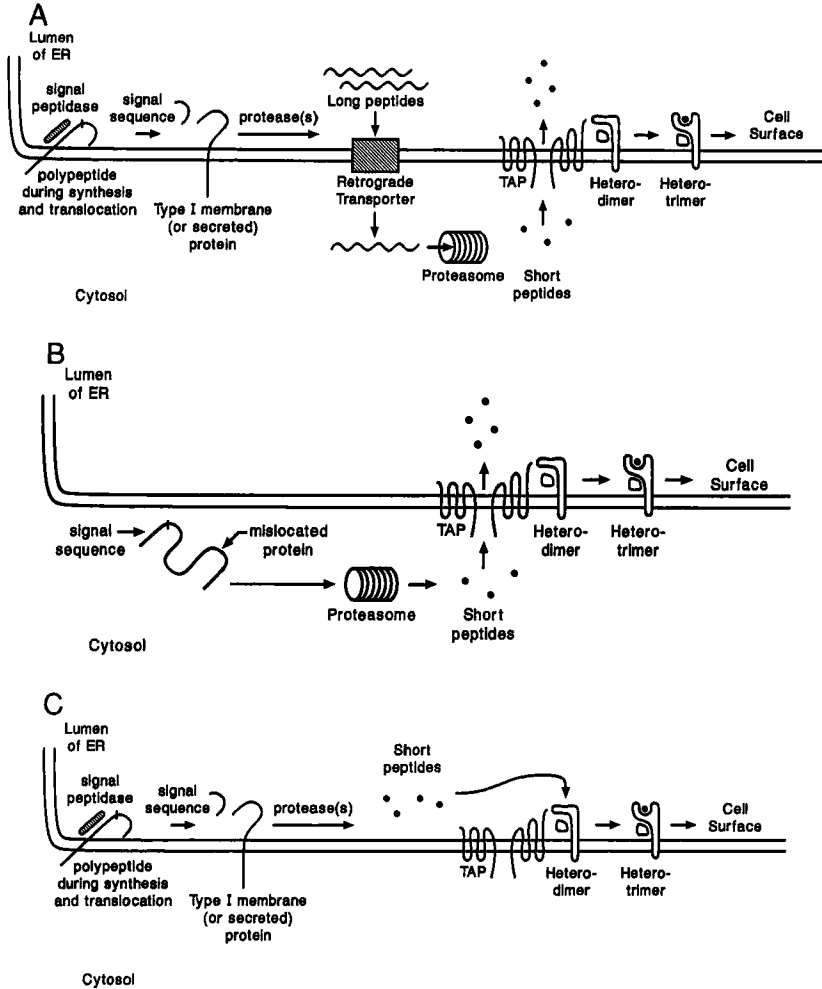 A
Lumen
of ER
signal
peptidase
signal
sequence
protease(s)
Long peptides
Cell
Surface
polypeptide
during synthesis
and translocation
Type I membrane
(or secreted)
protein
Retrograde
Transporter
TAP
Hetero-
dimer
Hetero-
trimer
Proteasome
Short
peptides
Cytosol
B
Lumen
of ER
Cell
Surface
signal
sequence
mislocated
protein
TAP
Hetero-
dimer
Hetero-
trimer
Proteasome
Short
peptides
Cytosol
C
Lumen
of ER
signal
peptidase
signal
sequence
protease(s)
Short
peptides
Cell
Surface
polypeptide
during synthesis
and translocation
Type I membrane
(or secreted)
protein
TAP
Hetero-
dimer
Hetero-
trimer
Cytosol